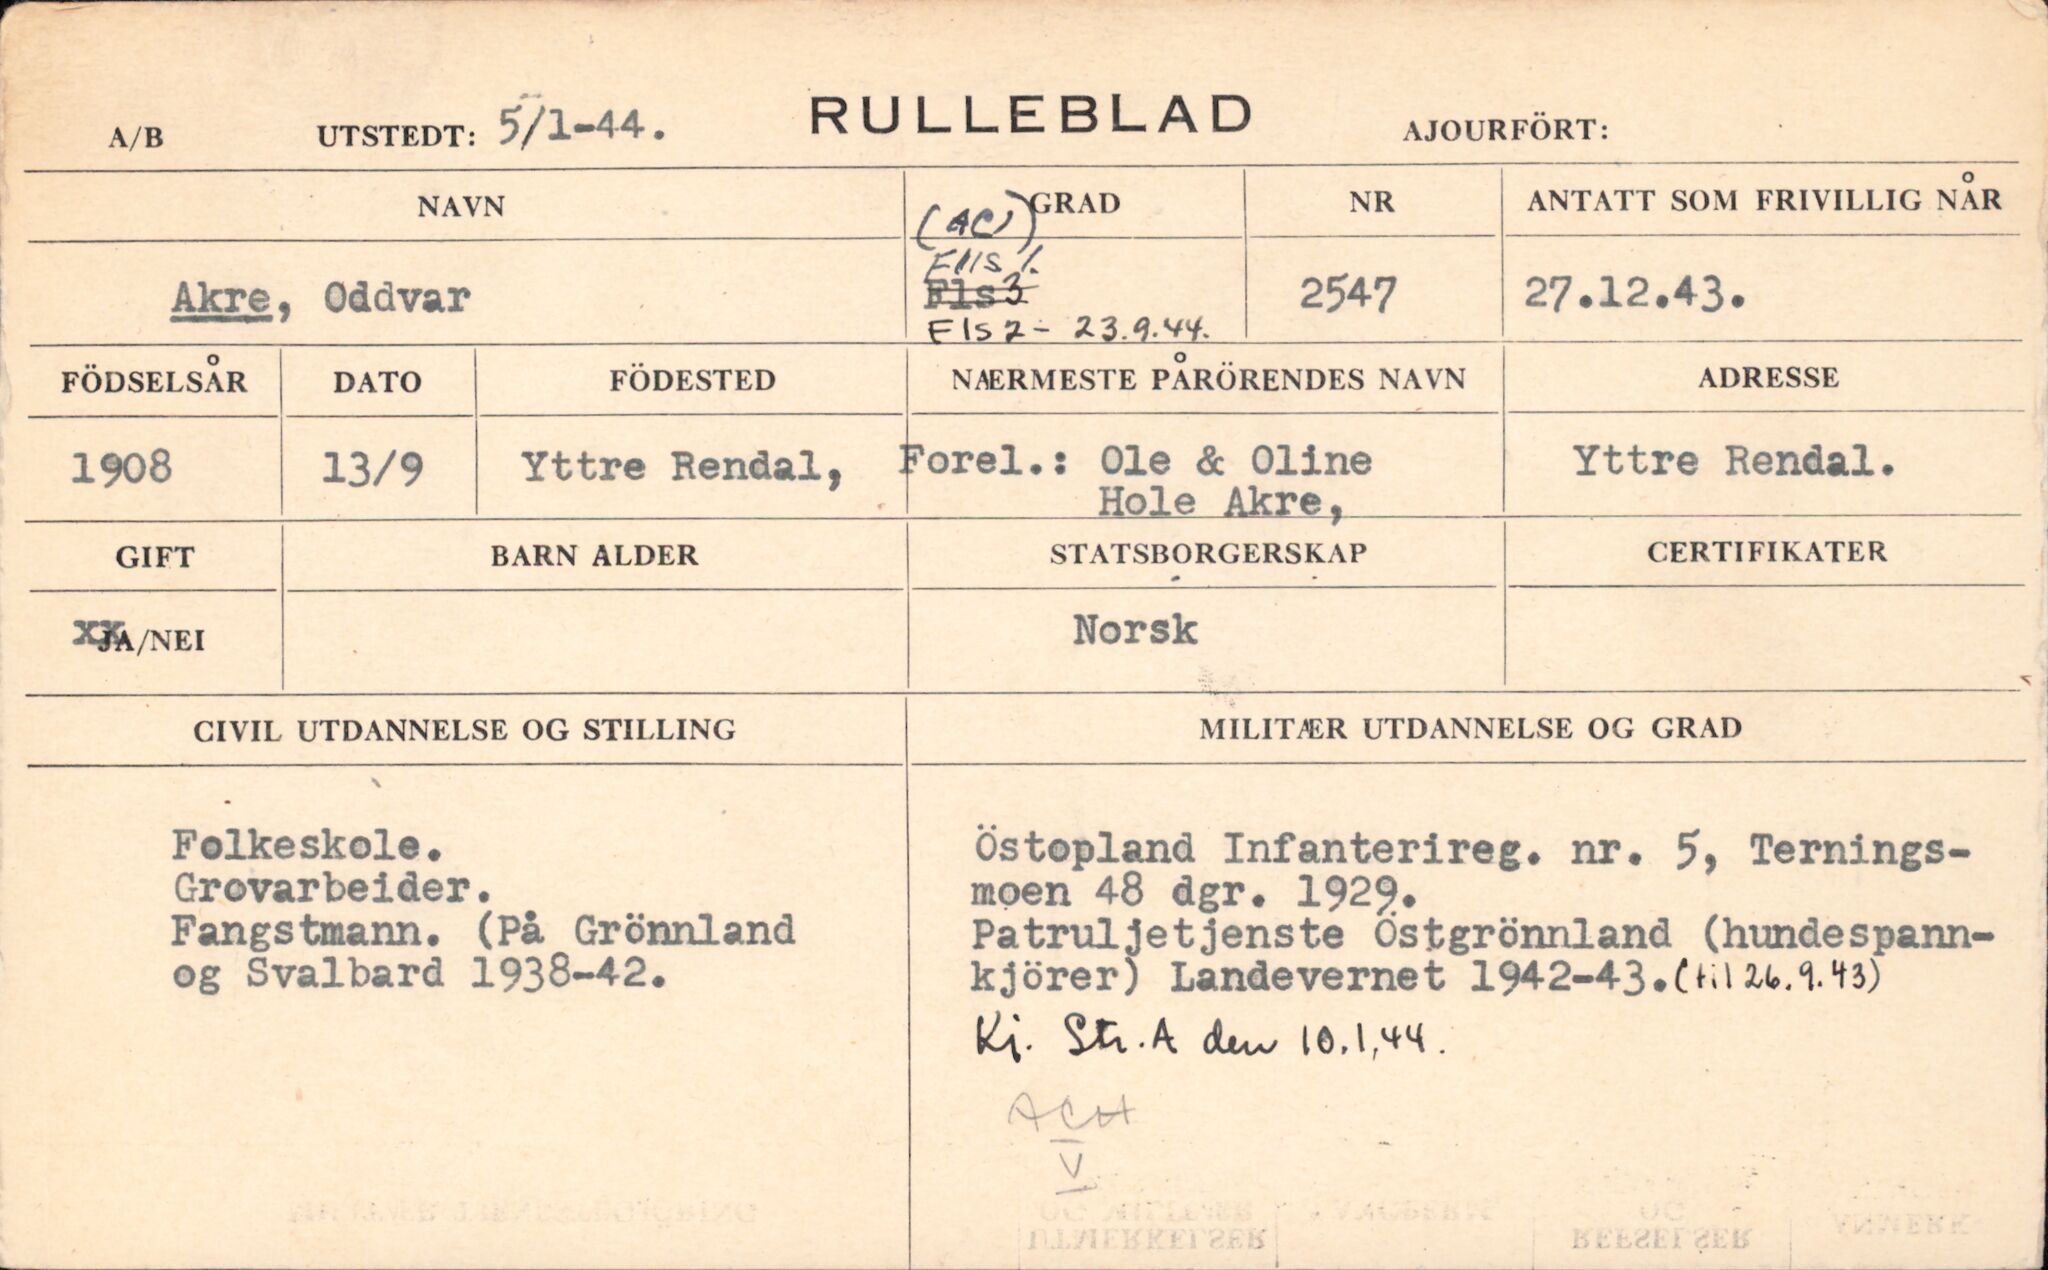 A/B UTSTEDT: 5/1-44. RULLEBLAD AJOURFÖRT:
NAVN GRAD NR ANTATT SOM FRIVILLIG NÅR
(AC)
Fls 1.
Akre, Oddvar Fls3 2547 27.12.43.
Fls 2 - 23.9.44.
FÖDSELSÅR DATO FÖDESTED NÆRMESTE PÅRÖRENDES NAVN ADRESSE
1908 13/9 Yttre Rendal, Forel.: Ole & Oline Yttre Rendal.
Hole Akre,
GIFT BARN ALDER STATSBORGERSKAP CERTIFIKATER
JA/NEI Norsk
CIVIL UTDANNELSE OG STILLING MILITÆR UTDANNELSE OG GRAD
Folkeskole.
Grovarbeider.
Fangstmann. (På Grönnland
og Svalbard 1938-42.
Östopland Infanterireg. nr. 5, Ternings-
moen 48 dgr. 1929.
Patruljetjenste Östgrönnland (hundespann-
kjörer) Landevernet 1942-43. (til 26.9.43)
Kj. Str. A den 10.1.44.
ACH
V